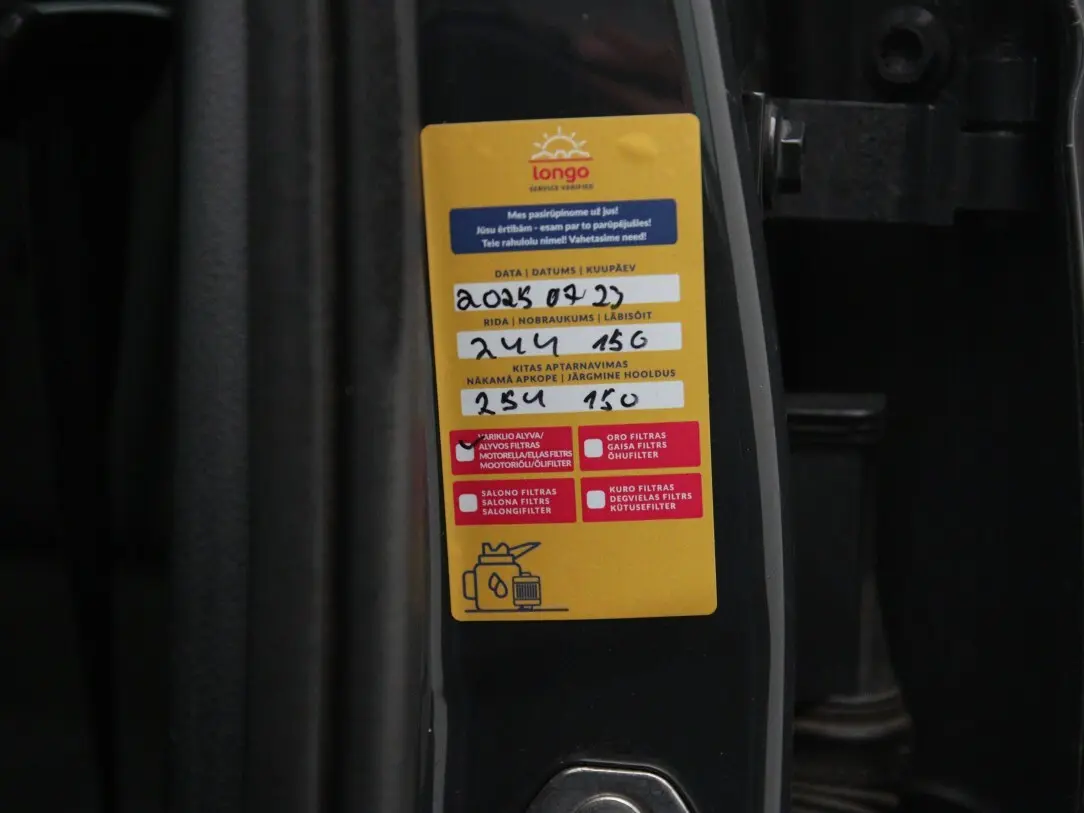 longo
SERVICE VERIFIED
Mes pasirūpinome už jus!
Jūsu ērtībām - esam par to parūpējušies!
Teie rahulolu nimel! Vahetasime need!
DATA | DATUMS | KUUPÄEV
2025 07 23
RIDA | NOBRAUKUMS | LÄBISÕIT
244 150
KITAS APTARNAVIMAS
NĀKAMĀ APKOPE | JÄRGMINE HOOLDUS
254 150
VARIKLIO ALYVA/
ALYVOS FILTRAS
MOTOREĻĻA/EĻĻAS FILTRS
MOOTORIÕLI/ÕLIFILTER
ORO FILTRAS
GAISA FILTRS
ÕHUFILTER
SALONO FILTRAS
SALONA FILTRS
SALONGIFILTER
KURO FILTRAS
DEGVIELAS FILTRS
KÜTUSEFILTER